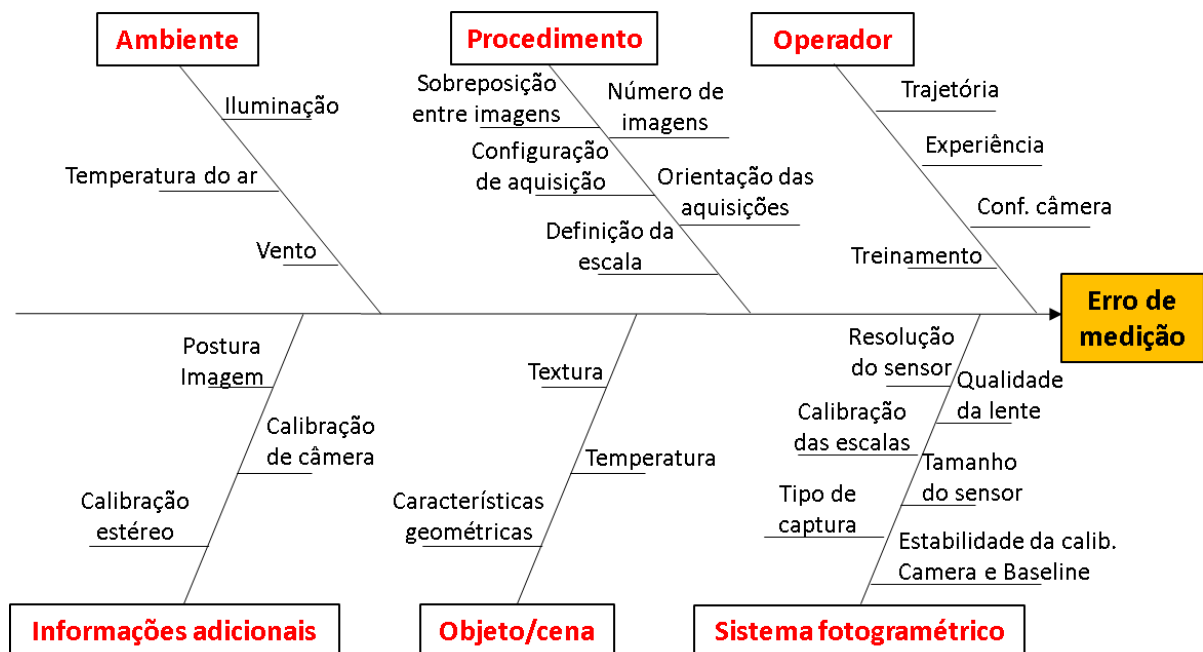 Ambiente
Procedimento
Operador
Iluminação
Temperatura do ar
Vento
Sobreposição
entre imagens
Número de
imagens
Configuração
de aquisição
Orientação das
aquisições
Definição da
escala
Trajetória
Experiência
Conf. câmera
Treinamento
Erro de
medição
Postura
Imagem
Calibração
de câmera
Calibração
estéreo
Textura
Temperatura
Características
geométricas
Resolução
do sensor
Qualidade
da lente
Calibração
das escalas
Tamanho
do sensor
Tipo de
captura
Estabilidade da calib.
Camera e Baseline
Informações adicionais
Objeto/cena
Sistema fotogramétrico